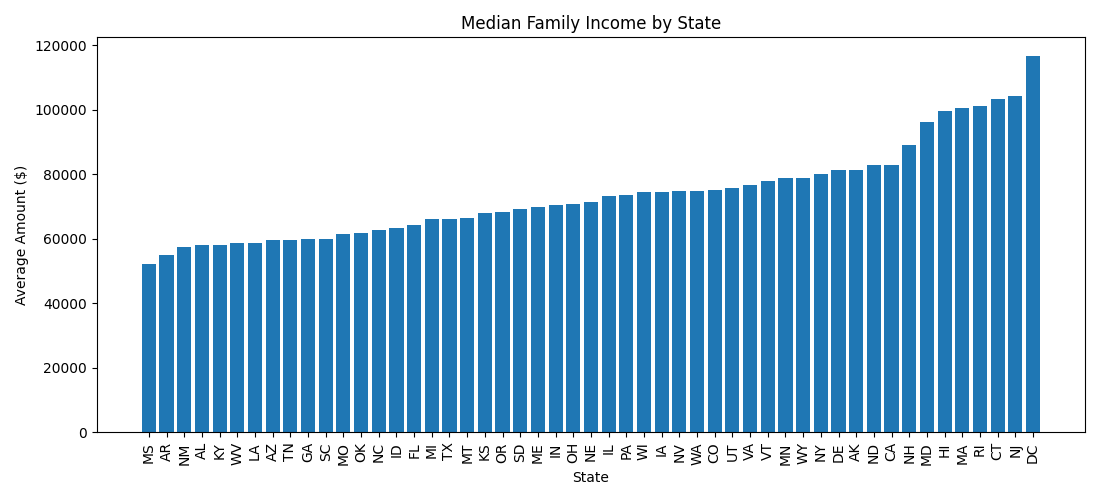 Median Family Income by State
Average Amount ($)
120000
100000
80000
60000
40000
20000
0
MS AR NM AL KY WV LA AZ TN GA SC MO OK NC ID FL MI TX MT KS OR SD ME IN OH NE IL PA WI IA NV WA CO UT VA VT MN WY NY DE AK ND CA NH MD HI MA RI CT NJ DC
State